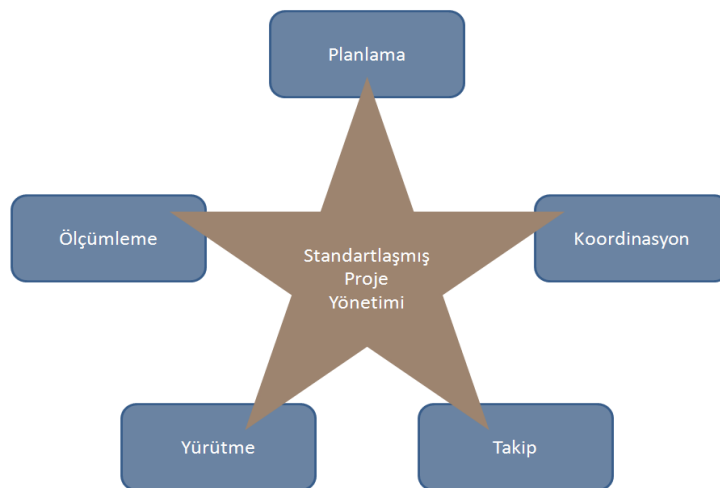 Planlama
Ölçümleme
Koordinasyon
Standartlaşmış
Proje
Yönetimi
Yürütme
Takip